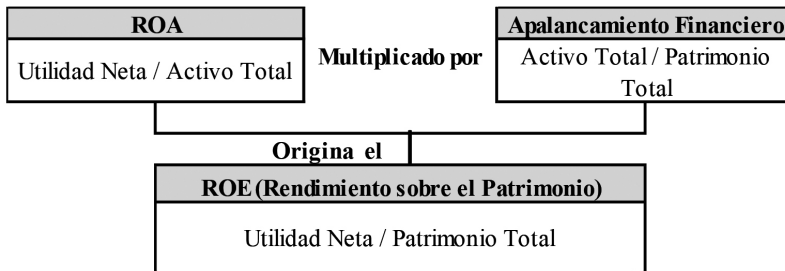 ROA
Utilidad Neta / Activo Total
Multiplicado por
Apalancamiento Financiero
Activo Total / Patrimonio
Total
Origina el
ROE (Rendimiento sobre el Patrimonio)
Utilidad Neta / Patrimonio Total